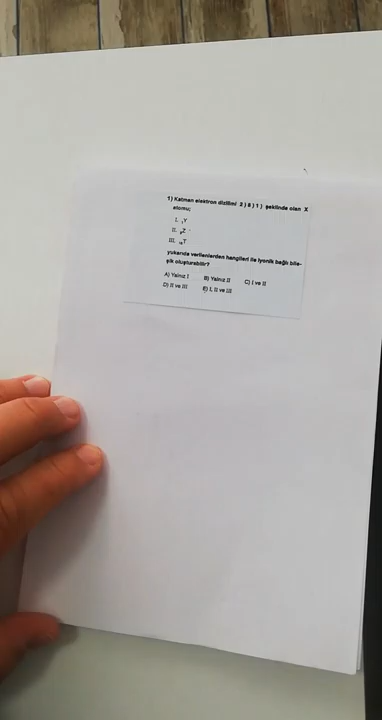 1) Katman elektron dizilimi 2 ) 8 ) 1 ) şeklinde olan X
atomu;
I. Y
II. Z
III. T
yukarıda verilenlerden hangileri ile iyonik bağlı bile-
şik oluşturabilir?
A) Yalnız I B) Yalnız II C) I ve II
D) II ve III E) I, II ve III